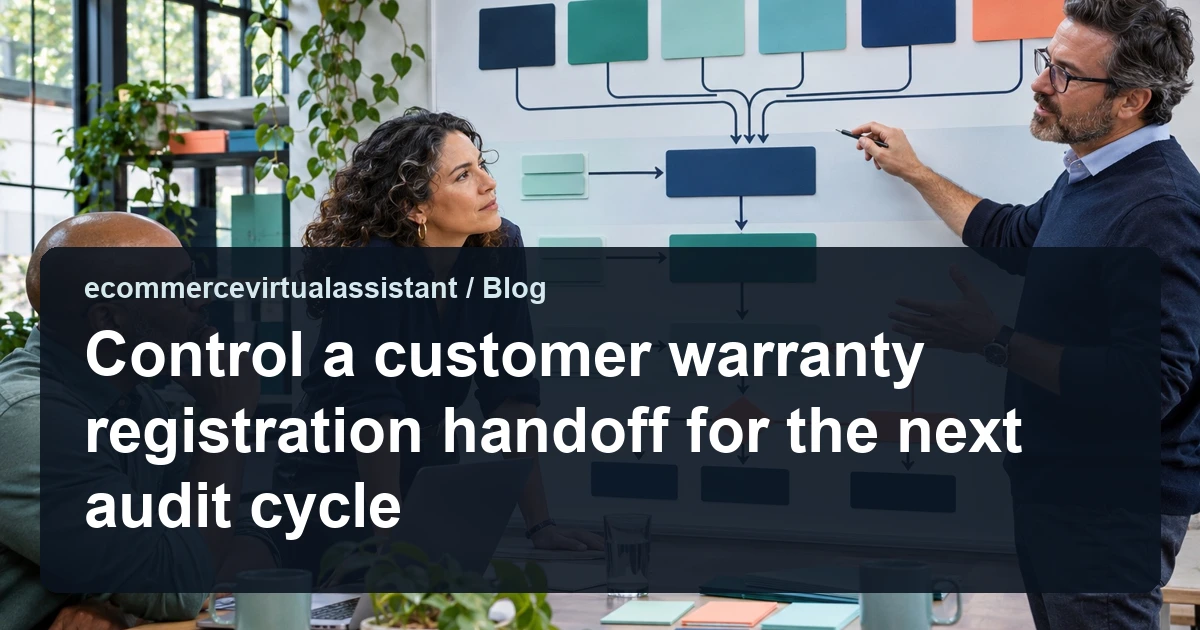 ecommercevirtualassistant / Blog
Control a customer warranty
registration handoff for the next
audit cycle